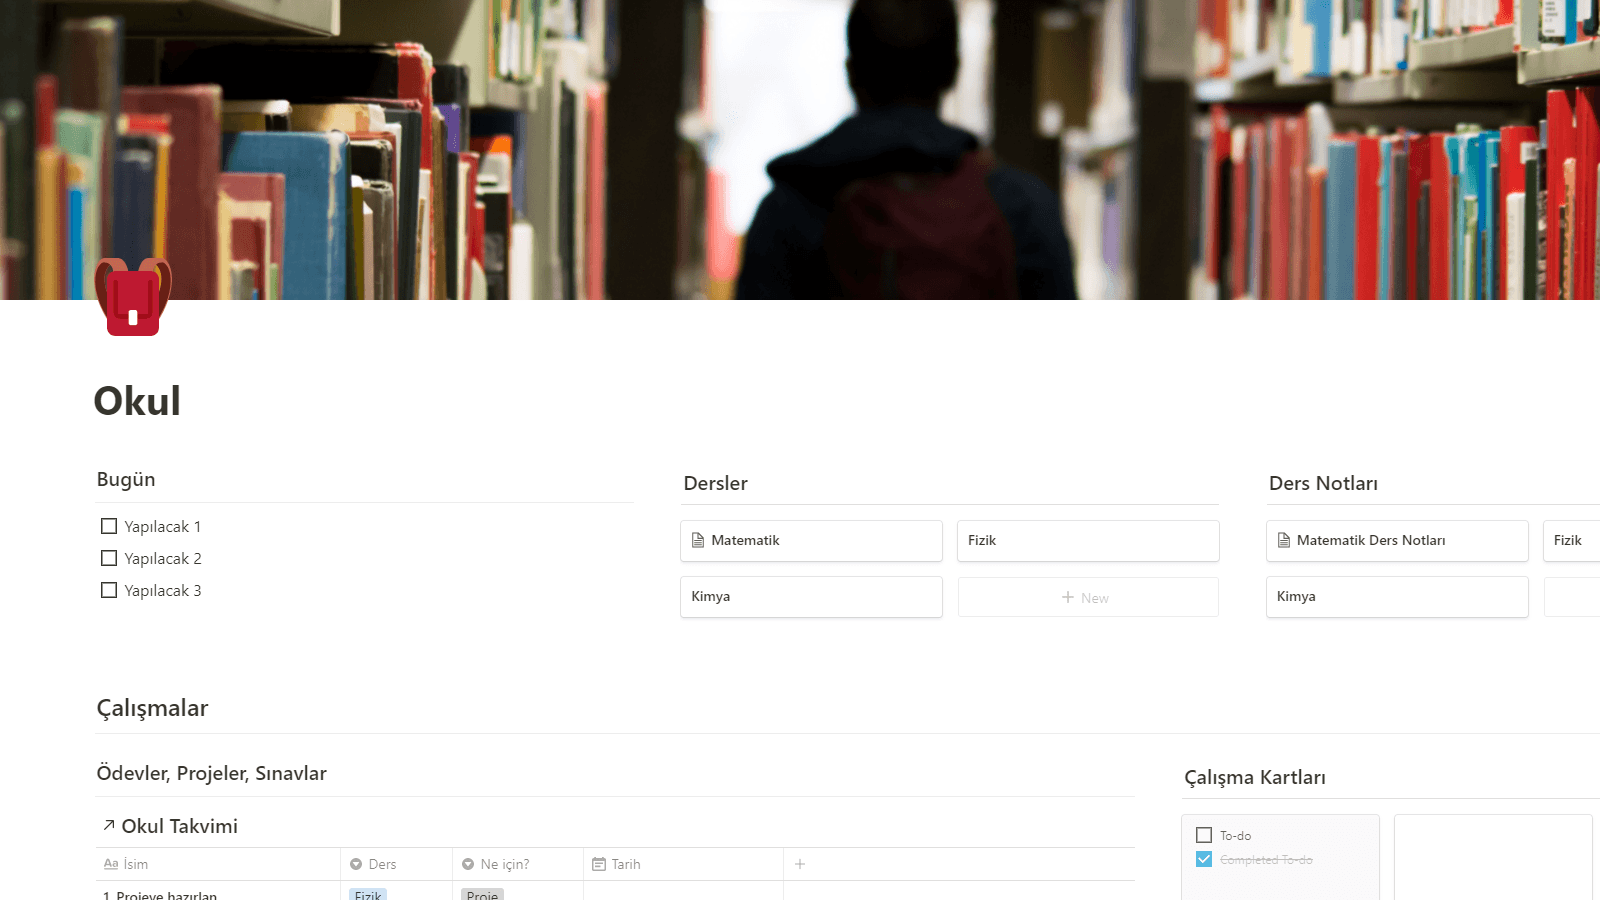 Okul
Bugün
Yapılacak 1
Yapılacak 2
Yapılacak 3
Dersler
Matematik
Fizik
Kimya
New
Ders Notları
Matematik Ders Notları
Fizik
Kimya
Çalışmalar
Ödevler, Projeler, Sınavlar
Okul Takvimi
Aa İsim
Ders
Ne için?
Tarih
1. Projeye hazırlan
Fizik
Proje
Çalışma Kartları
To-do
Completed To-do